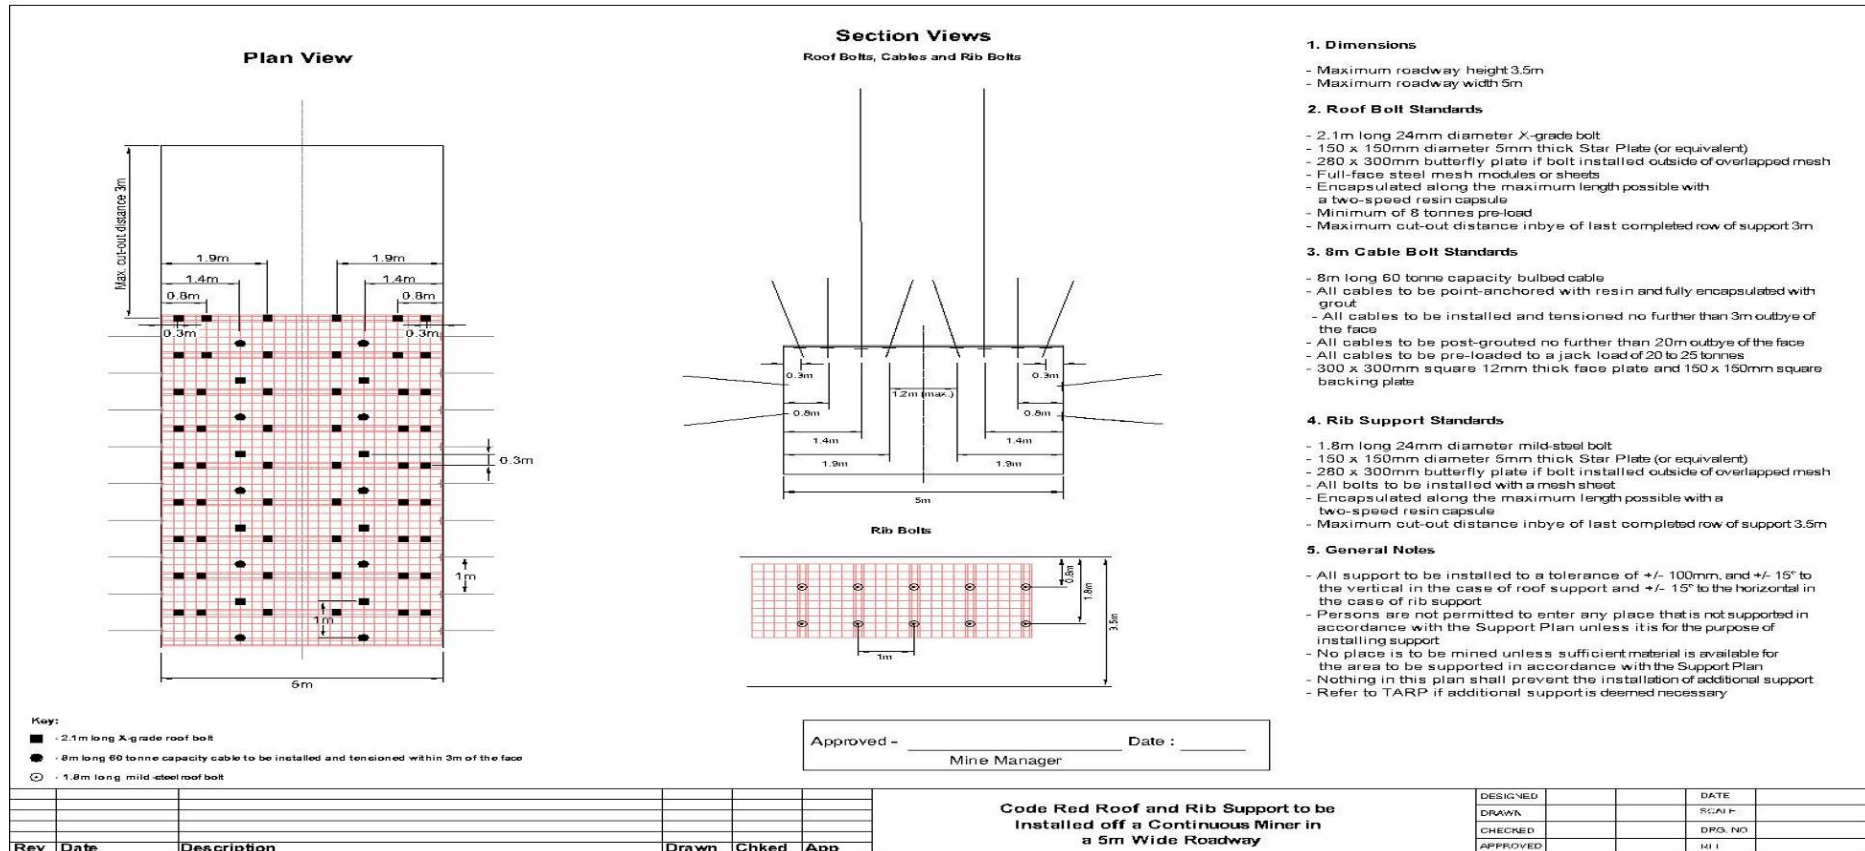 Plan View
Max. cut-out distance 3m
1.9m
1.9m
1.4m
1.4m
0.8m
0.8m
0.3m
0.3m
0.3m
1m
1m
5m
Section Views
Roof Bolts, Cables and Rib Bolts
0.3m
0.3m
1.2m (max.)
0.8m
0.8m
1.4m
1.4m
1.9m
1.9m
5m
Rib Bolts
0.8m
1.8m
3.5m
1m
1. Dimensions
- Maximum roadway height 3.5m
- Maximum roadway width 5m
2. Roof Bolt Standards
- 2.1m long 24mm diameter X-grade bolt
- 150 x 150mm diameter 5mm thick Star Plate (or equivalent)
- 280 x 300mm butterfly plate if bolt installed outside of overlapped mesh
- Full-face steel mesh modules or sheets
- Encapsulated along the maximum length possible with
a two-speed resin capsule
- Minimum of 8 tonnes pre-load
- Maximum cut-out distance inbye of last completed row of support 3m
3. 8m Cable Bolt Standards
- 8m long 60 tonne capacity bulbed cable
- All cables to be point-anchored with resin and fully encapsulated with
grout
- All cables to be installed and tensioned no further than 3m outbye of
the face
- All cables to be post-grouted no further than 20m outbye of the face
- All cables to be pre-loaded to a jack load of 20 to 25 tonnes
- 300 x 300mm square 12mm thick face plate and 150 x 150mm square
backing plate
4. Rib Support Standards
- 1.8m long 24mm diameter mild-steel bolt
- 150 x 150mm diameter 5mm thick Star Plate (or equivalent)
- 280 x 300mm butterfly plate if bolt installed outside of overlapped mesh
- All bolts to be installed with a mesh sheet
- Encapsulated along the maximum length possible with a
two-speed resin capsule
- Maximum cut-out distance inbye of last completed row of support 3.5m
5. General Notes
- All support to be installed to a tolerance of +/- 100mm, and +/- 15° to
the vertical in the case of roof support and +/- 15° to the horizontal in
the case of rib support
- Persons are not permitted to enter any place that is not supported in
accordance with the Support Plan unless it is for the purpose of
installing support
- No place is to be mined unless sufficient material is available for
the area to be supported in accordance with the Support Plan
- Nothing in this plan shall prevent the installation of additional support
- Refer to TARP if additional support is deemed necessary
Key:
- 2.1m long X-grade roof bolt
- 8m long 60 tonne capacity cable to be installed and tensioned within 3m of the face
- 1.8m long mild-steel roof bolt
Approved - Date :
Mine Manager
Rev Date Description Drawn Chked App
Code Red Roof and Rib Support to be
Installed off a Continuous Miner in
a 5m Wide Roadway
DESIGNED DATE
DRAWN SCALE
CHECKED DRG. NO
APPROVED